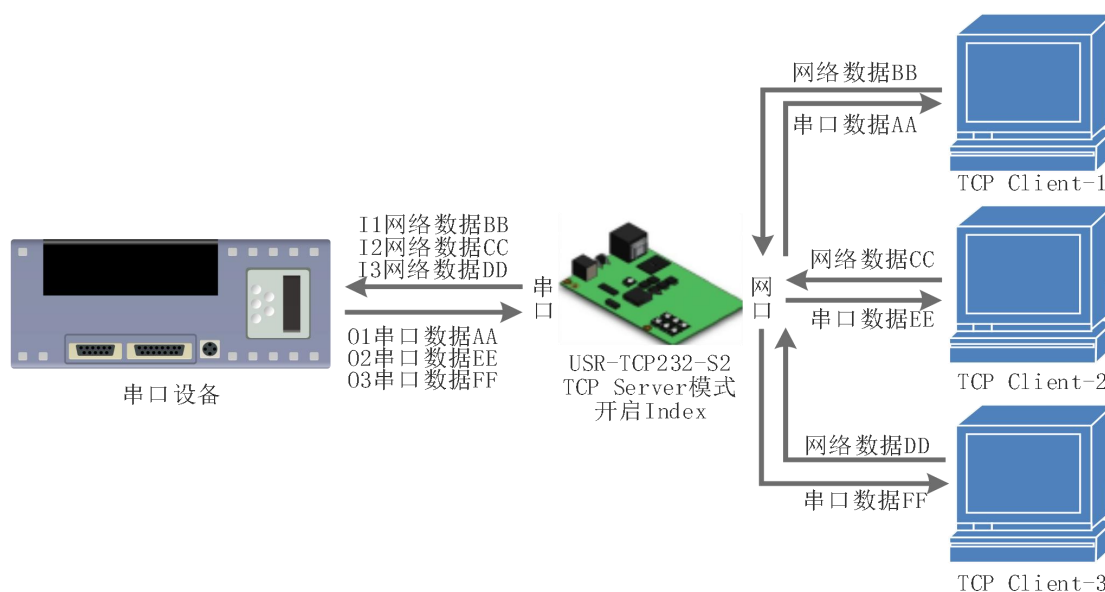 网络数据BB
串口数据AA
TCP Client-1
I1网络数据BB
I2网络数据CC
I3网络数据DD
O1串口数据AA
O2串口数据EE
O3串口数据FF
串口设备
串口
USR-TCP232-S2
TCP Server模式
开启Index
网口
网络数据CC
串口数据EE
TCP Client-2
网络数据DD
串口数据FF
TCP Client-3